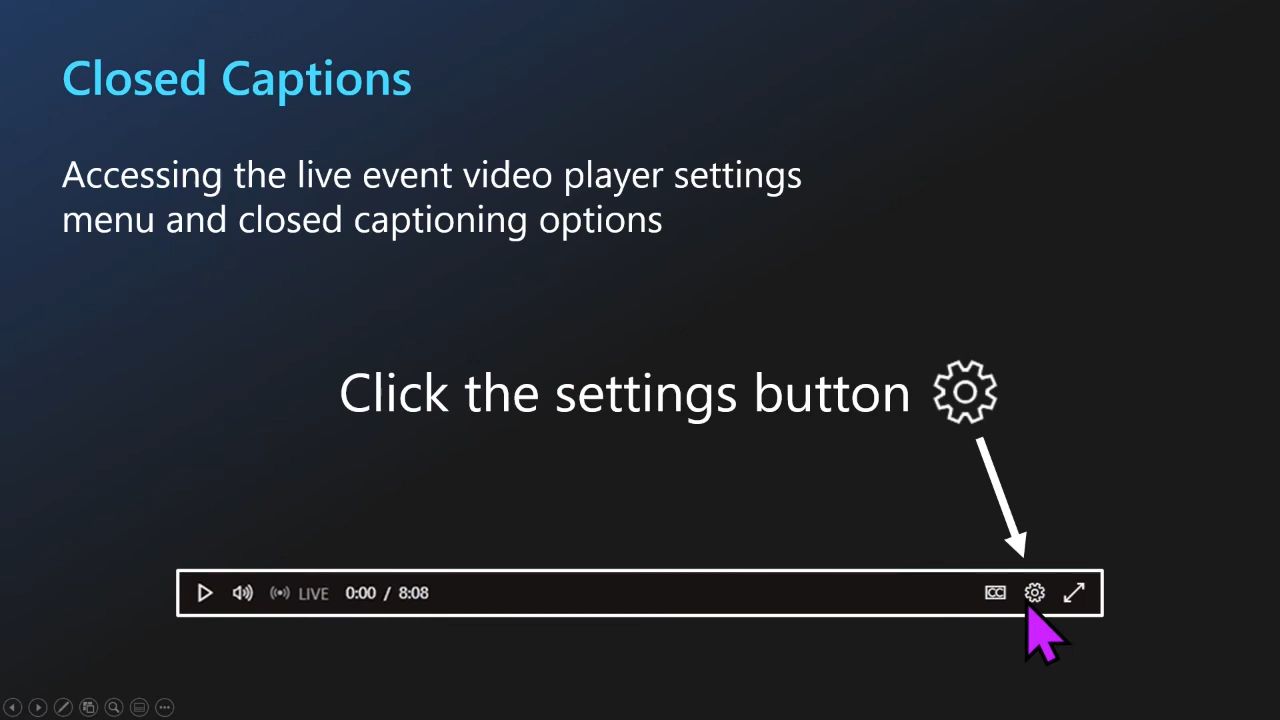 Closed Captions
Accessing the live event video player settings
menu and closed captioning options
Click the settings button
LIVE 0:00 / 8:08 CC